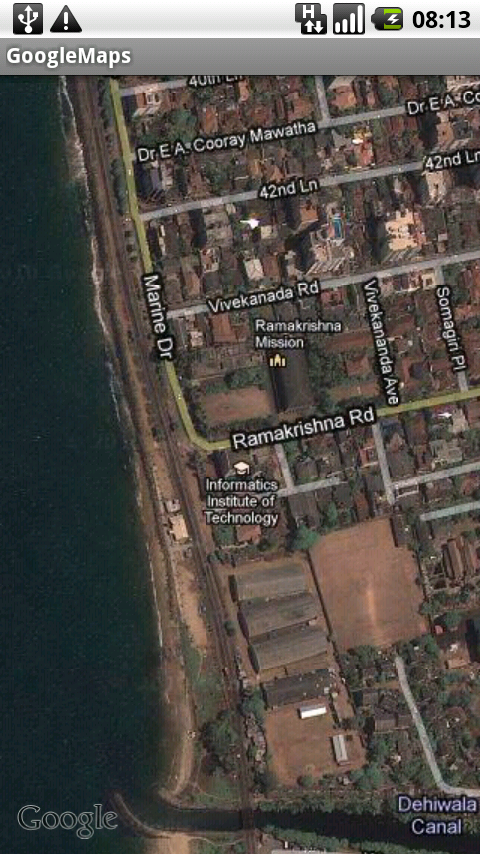 H
08:13
GoogleMaps
40th Ln
Dr E A Co
Dr E A. Cooray Mawatha
42nd Ln
42nd Ln
Marine Dr
Vivekanada Rd
Vivekananda Ave
Somagiri Pl
Ramakrishna
Mission
Ramakrishna Rd
Informatics
Institute of
Technology
Dehiwala
Canal
Google